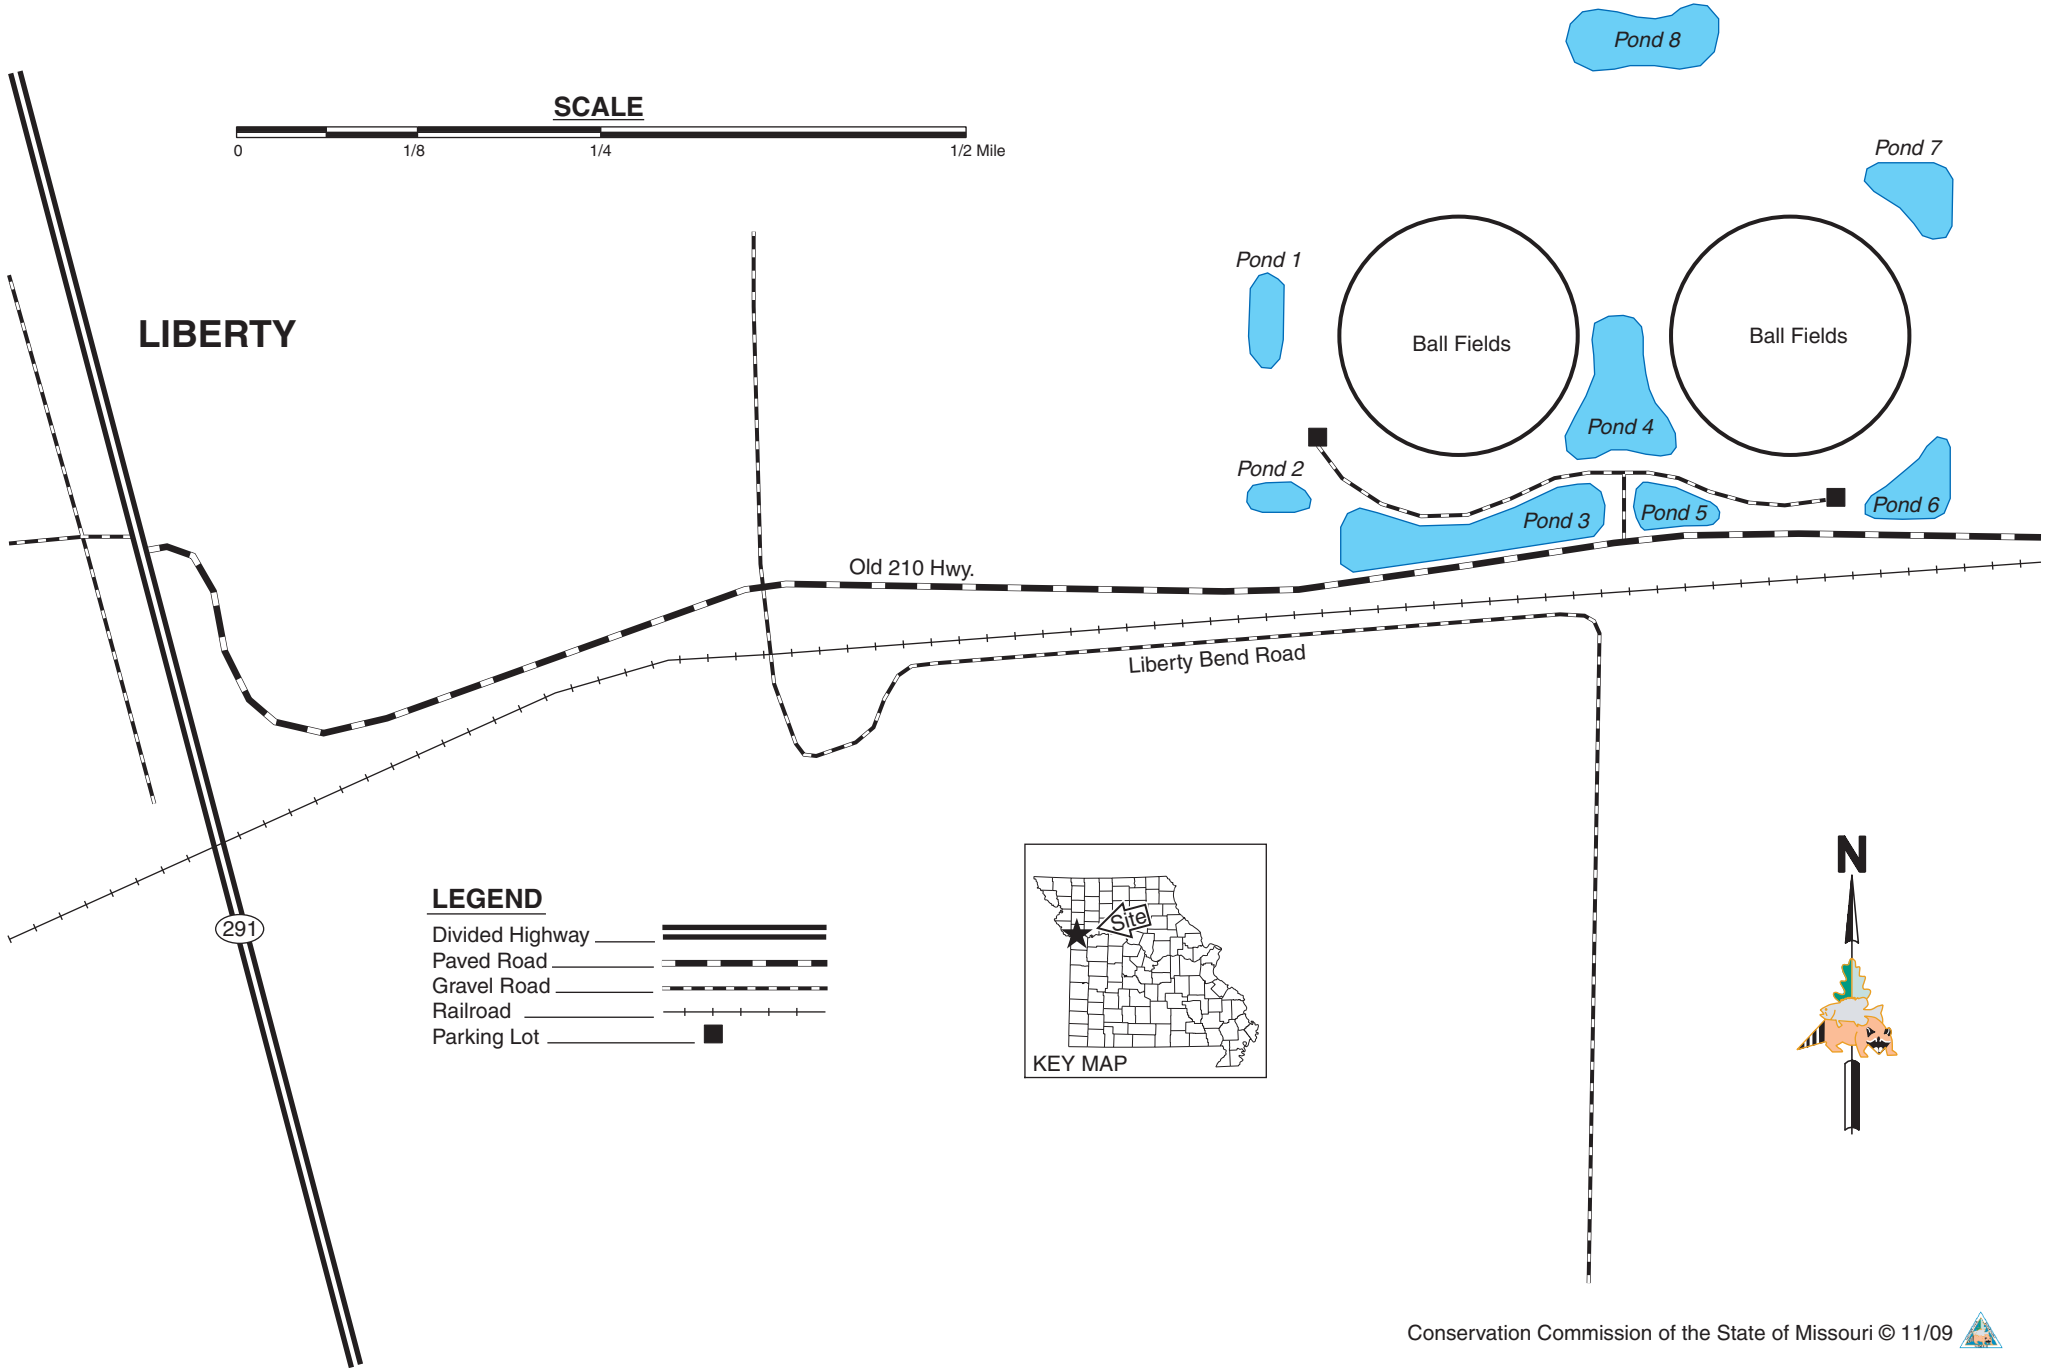 Pond 8
SCALE
0 1/8 1/4 1/2 Mile
Pond 7
Pond 1
LIBERTY
Ball Fields
Ball Fields
Pond 4
Pond 2
Pond 6
Pond 3
Pond 5
Old 210 Hwy.
Liberty Bend Road
N
LEGEND
Divided Highway
Paved Road
Gravel Road
Railroad
Parking Lot
291
Site
KEY MAP
Conservation Commission of the State of Missouri © 11/09